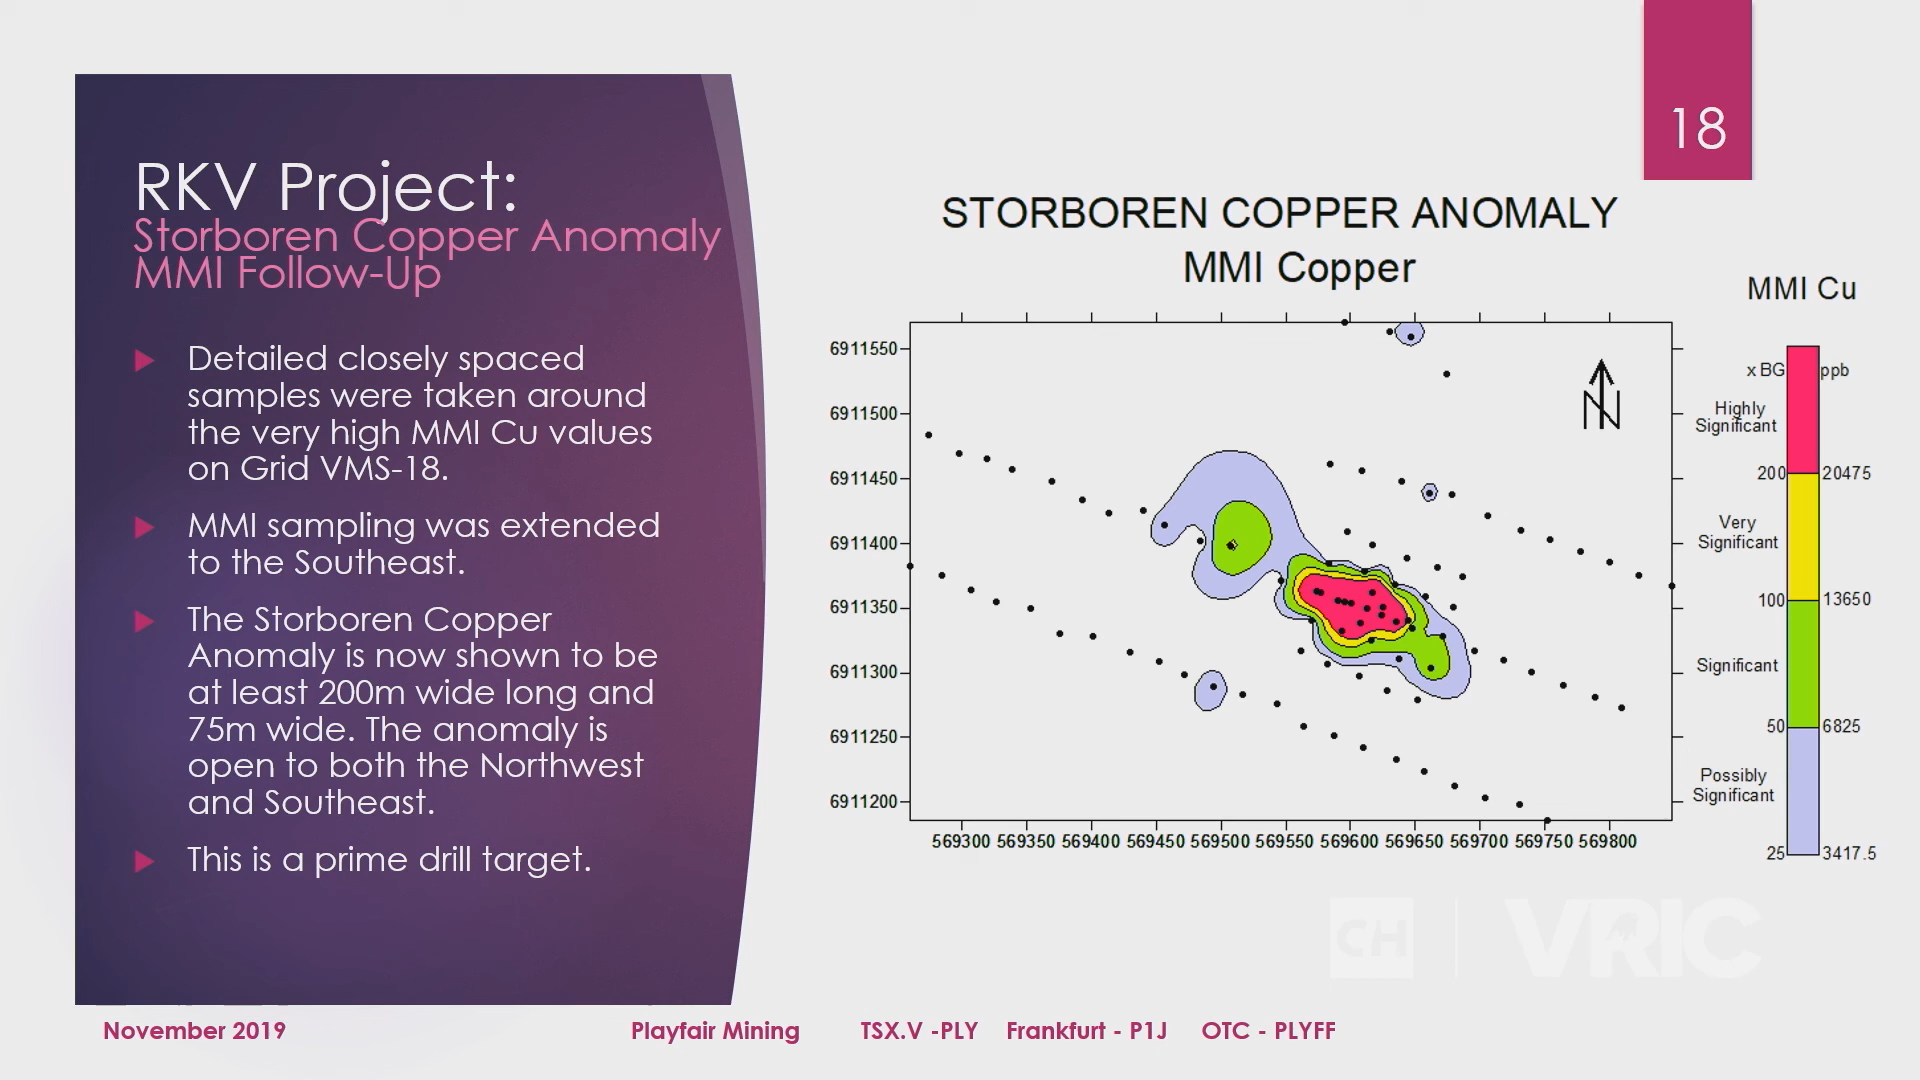 18
RKV Project:
Storboren Copper Anomaly
MMI Follow-Up
Detailed closely spaced
samples were taken around
the very high MMI Cu values
on Grid VMS-18.
MMI sampling was extended
to the Southeast.
The Storboren Copper
Anomaly is now shown to be
at least 200m wide long and
75m wide. The anomaly is
open to both the Northwest
and Southeast.
This is a prime drill target.
STORBOREN COPPER ANOMALY
MMI Copper
6911550
6911500
6911450
6911400
6911350
6911300
6911250
6911200
569300 569350 569400 569450 569500 569550 569600 569650 569700 569750 569800
N
MMI Cu
x BG ppb
Highly
Significant
200 20475
Very
Significant
100 13650
Significant
50 6825
Possibly
Significant
25 3417.5
CH VRIC
November 2019 Playfair Mining TSX.V -PLY Frankfurt - P1J OTC - PLYFF